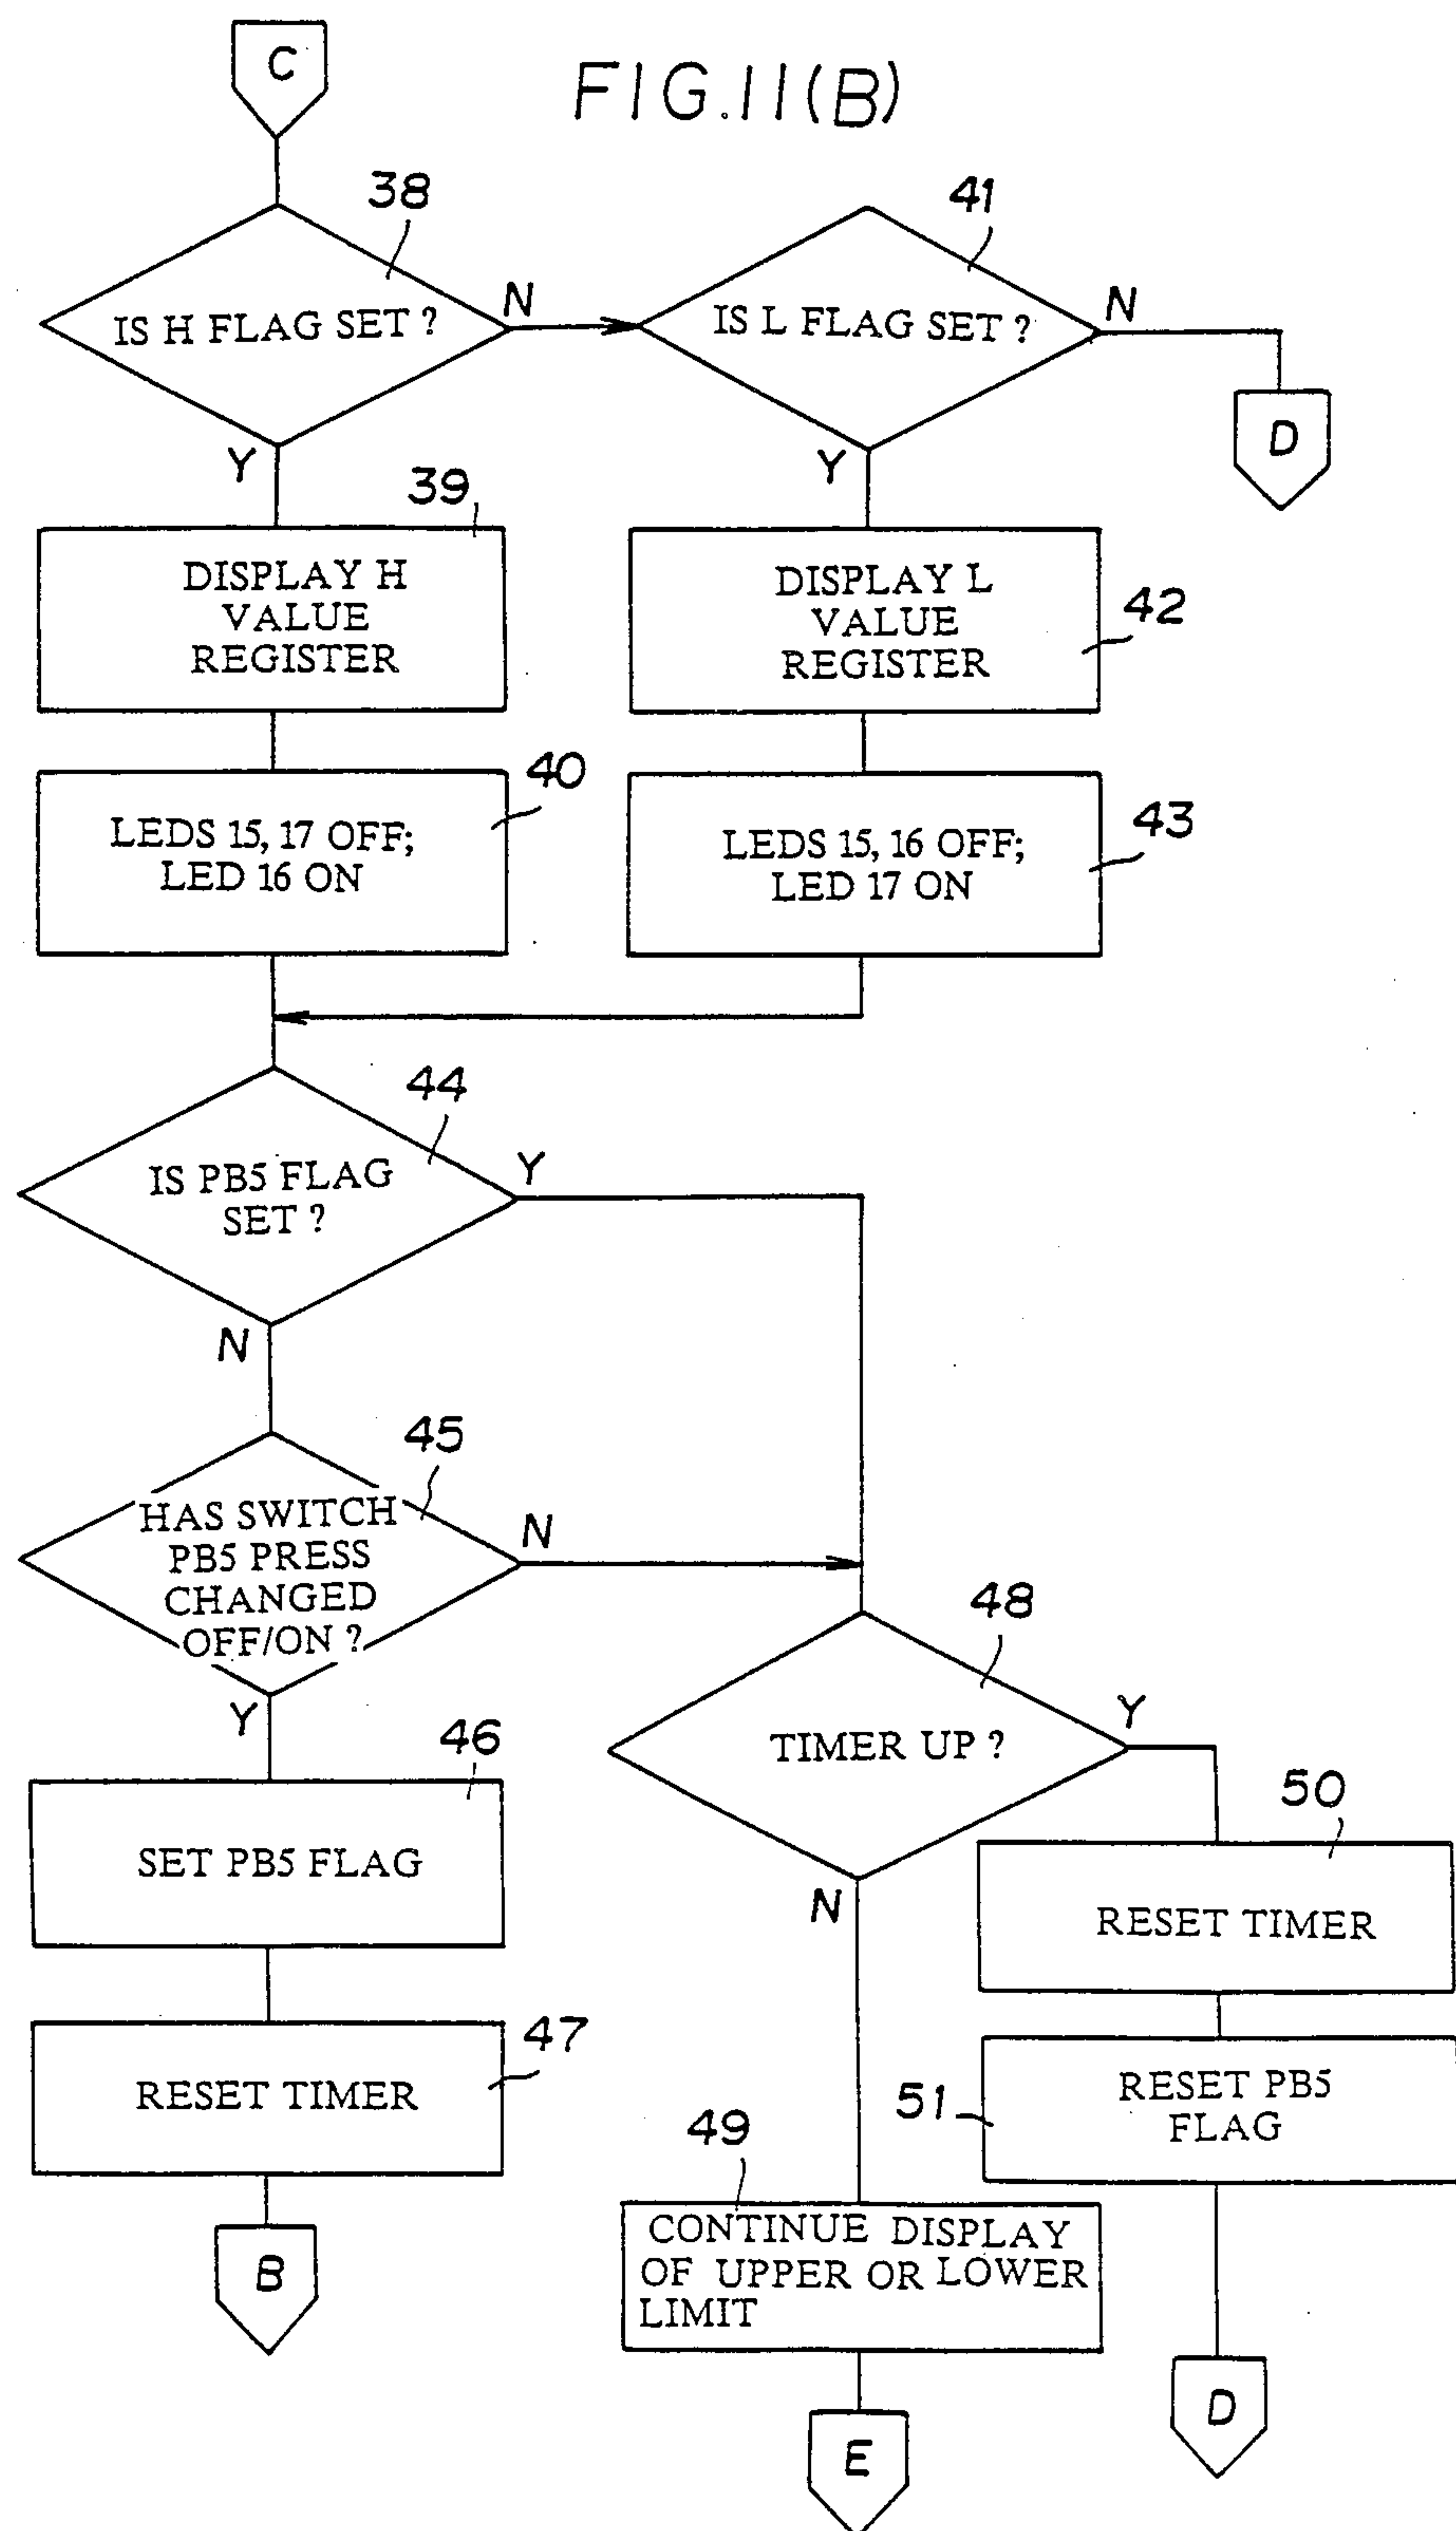 C
FIG.11(B)
38
IS H FLAG SET ?
N
Y
41
IS L FLAG SET ?
N
Y
D
39
DISPLAY H
VALUE
REGISTER
DISPLAY L
VALUE
REGISTER
42
40
LEDS 15, 17 OFF;
LED 16 ON
LEDS 15, 16 OFF;
LED 17 ON
43
44
IS PB5 FLAG
SET ?
Y
N
45
HAS SWITCH
PB5 PRESS
CHANGED
OFF/ON ?
N
Y
48
TIMER UP ?
Y
N
46
SET PB5 FLAG
50
RESET TIMER
47
RESET TIMER
51
RESET PB5
FLAG
49
CONTINUE DISPLAY
OF UPPER OR LOWER
LIMIT
B
E
D